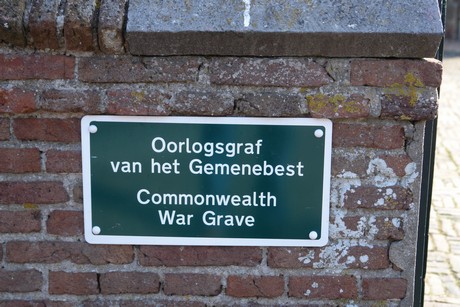 Oorlogsgraf
van het Gemenebest
Commonwealth
War Grave